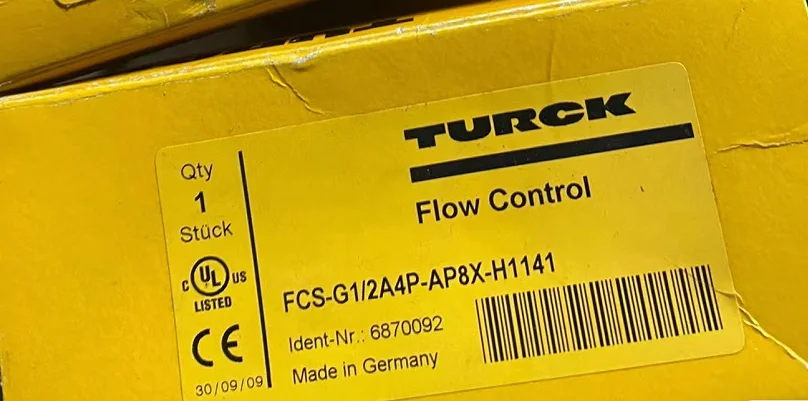 TURCK
Flow Control
Qty
1
Stück
C UL US
LISTED
CE
30/09/09
FCS-G1/2A4P-AP8X-H1141
Ident-Nr.: 6870092
Made in Germany